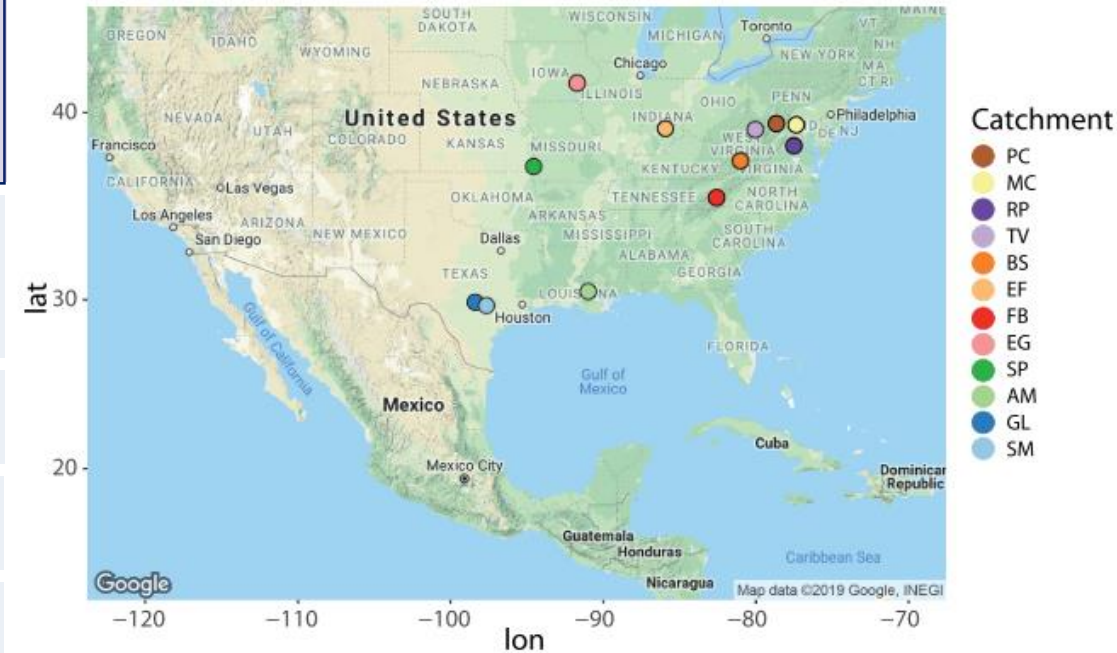 SOUTH
DAKOTA
WISCONSIN
MAINE
OREGON
IDAHO
WYOMING
MICHIGAN
Toronto
VT
NH
NEW YORK
MA
CT RI
Chicago
IOWA
NEBRASKA
ILLINOIS
OHIO
PENN
40
United States
NEVADA
UTAH
COLORADO
KANSAS
MISSOURI
INDIANA
WEST
VIRGINIA
DE NJ
Philadelphia
Francisco
CALIFORNIA
Las Vegas
KENTUCKY
VIRGINIA
OKLAHOMA
TENNESSEE
NORTH
CAROLINA
Los Angeles
ARIZONA
NEW MEXICO
ARKANSAS
MISSISSIPPI
SOUTH
CAROLINA
San Diego
Dallas
ALABAMA
GEORGIA
TEXAS
30
LOUISIANA
Houston
FLORIDA
Gulf of California
Gulf of
Mexico
Mexico
Cuba
20
Mexico City
Dominican
Republic
Guatemala
Honduras
Caribbean Sea
Nicaragua
Google
Map data ©2019 Google, INEGI
−120
−110
−100
−90
−80
−70
lon
lat
Catchment
PC
MC
RP
TV
BS
EF
FB
EG
SP
AM
GL
SM